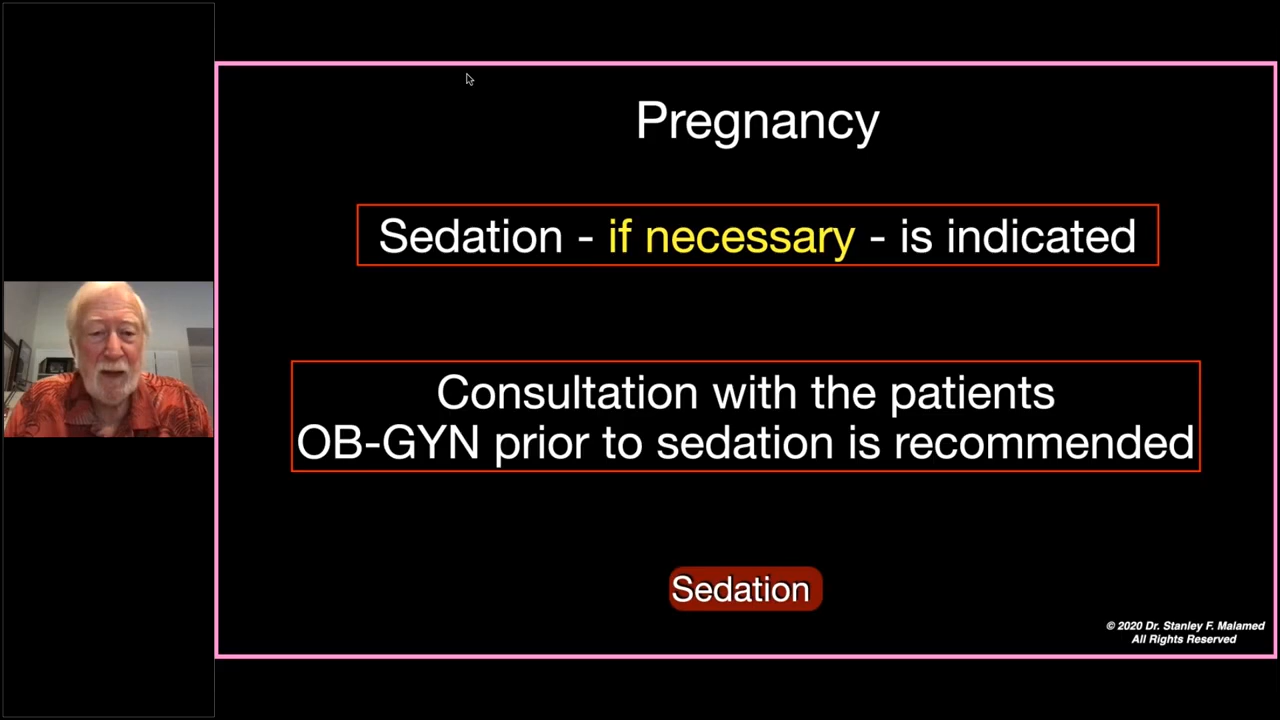 Pregnancy
Sedation - if necessary - is indicated
Consultation with the patients
OB-GYN prior to sedation is recommended
Sedation
© 2020 Dr. Stanley F. Malamed
All Rights Reserved